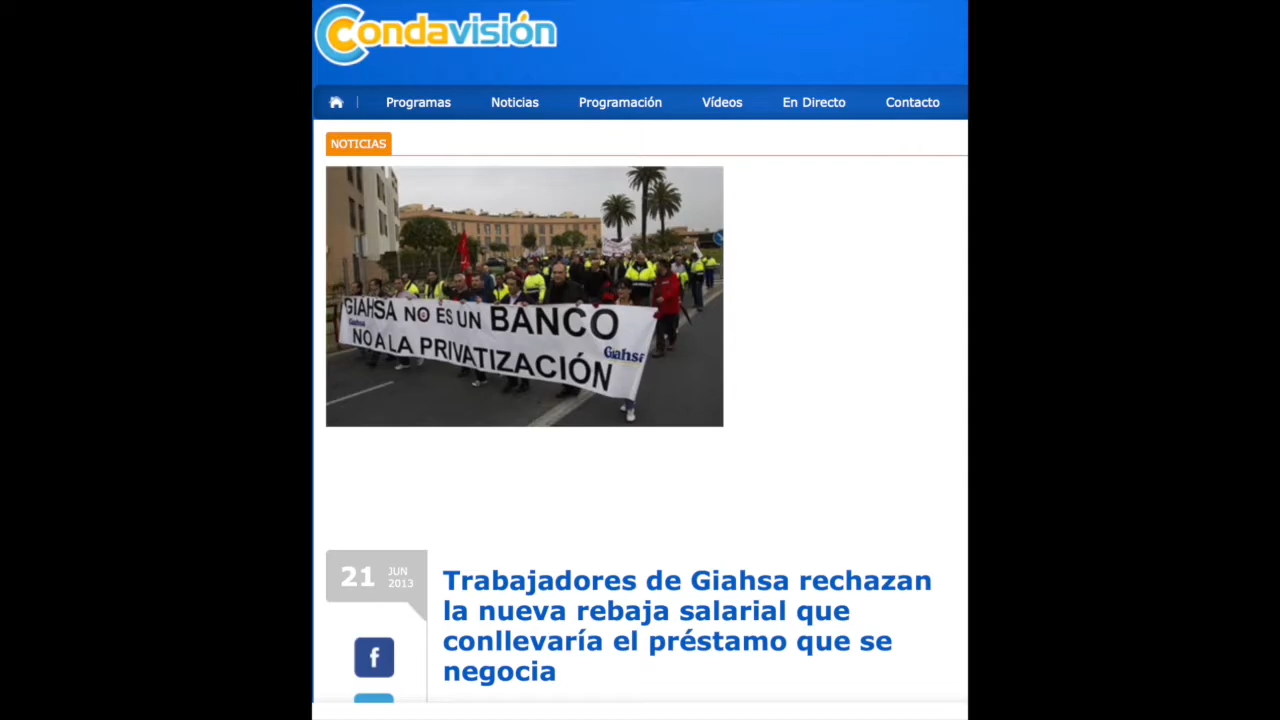 Condavisión
Programas Noticias Programación Vídeos En Directo Contacto
NOTICIAS
GIAHSA NO ES UN BANCO
Giahsa
NO A LA PRIVATIZACIÓN
Giahsa
21 JUN
2013
Trabajadores de Giahsa rechazan
la nueva rebaja salarial que
conllevaría el préstamo que se
negocia
f